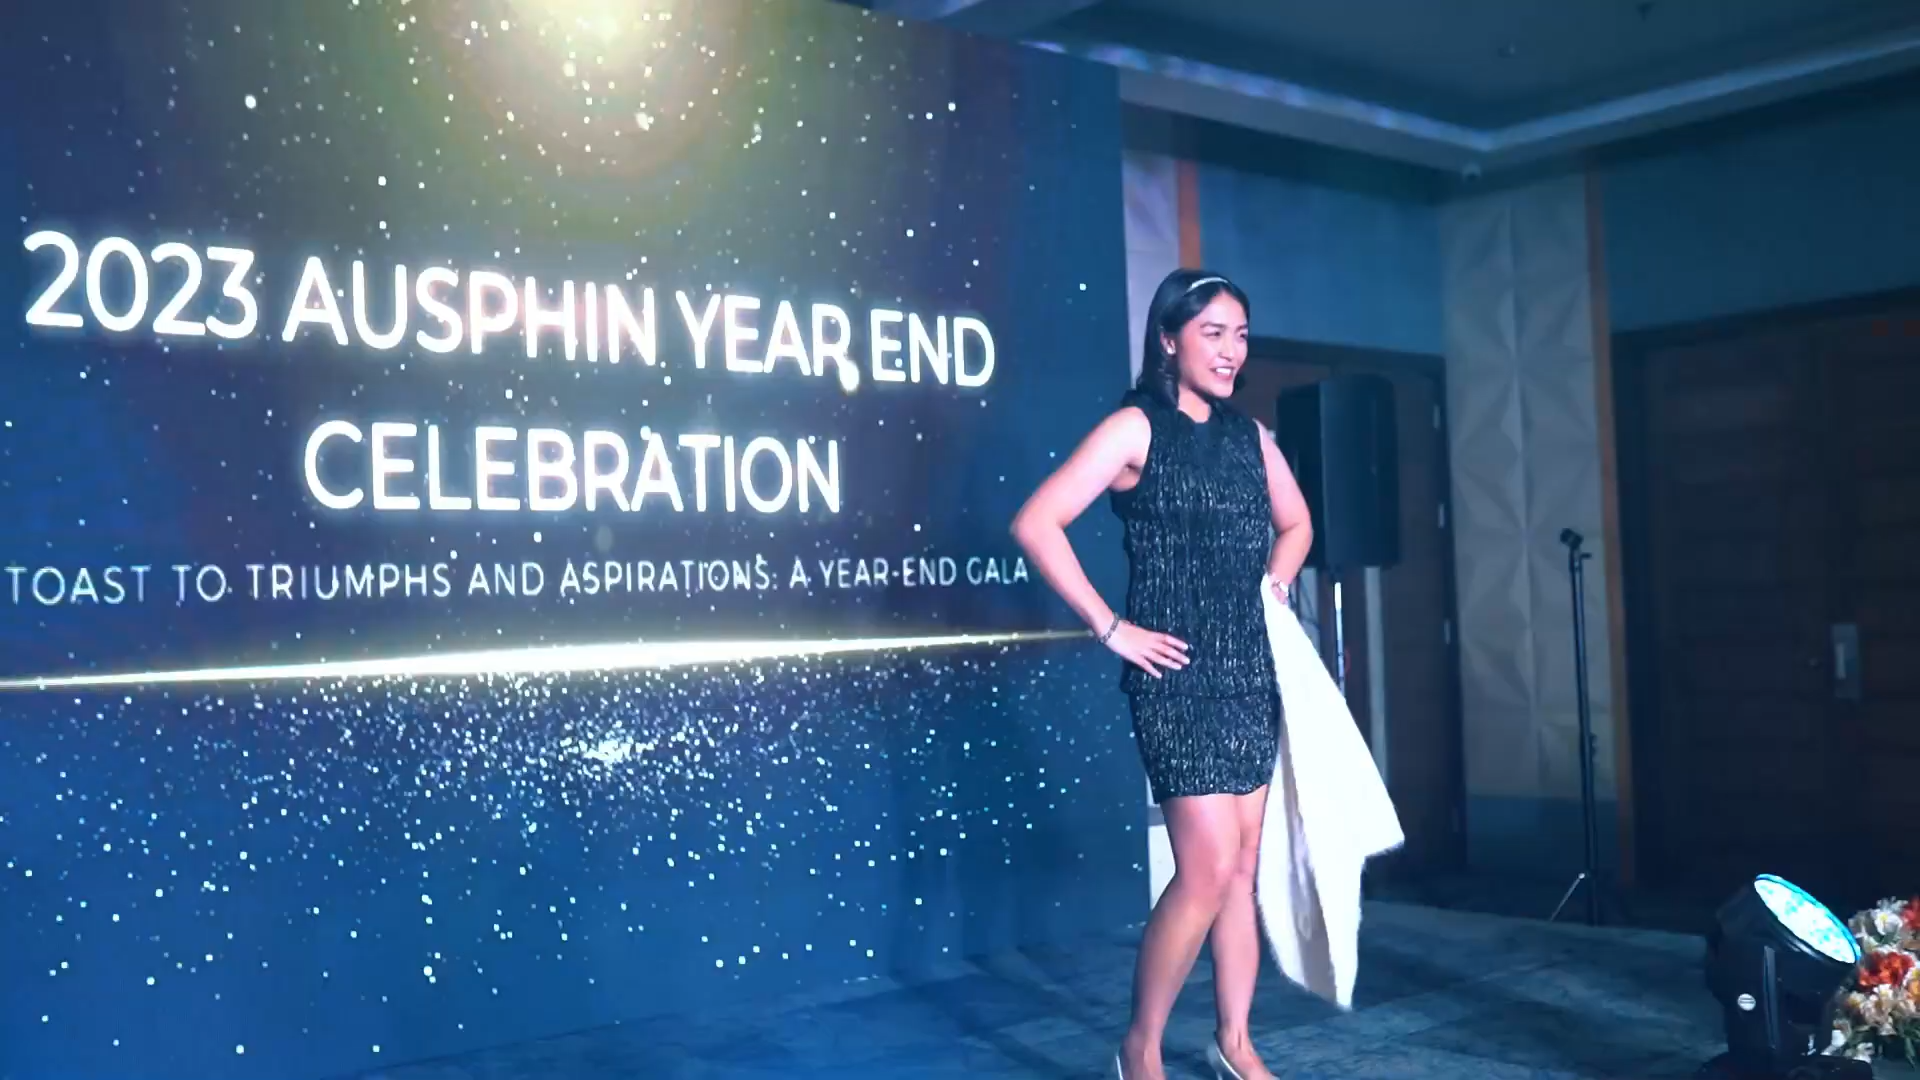 2023 AUSPHIN YEAR END
CELEBRATION
TOAST TO TRIUMPHS AND ASPIRATIONS: A YEAR-END GALA